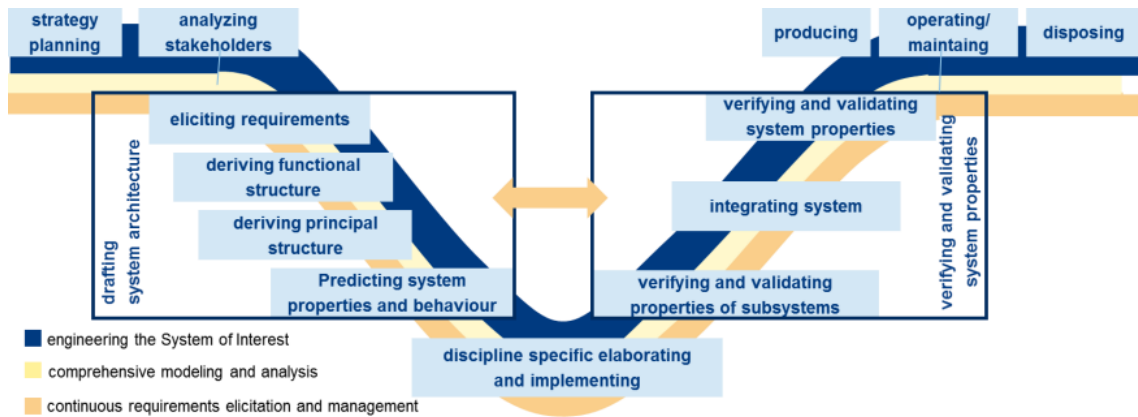 strategy
planning
analyzing
stakeholders
producing
operating/
maintaing
disposing
eliciting requirements
deriving functional
structure
deriving principal
structure
Predicting system
properties and behaviour
drafting
system architecture
discipline specific elaborating
and implementing
verifying and validating
system properties
integrating system
verifying and validating
properties of subsystems
verifying and validating
system properties
engineering the System of Interest
comprehensive modeling and analysis
continuous requirements elicitation and management